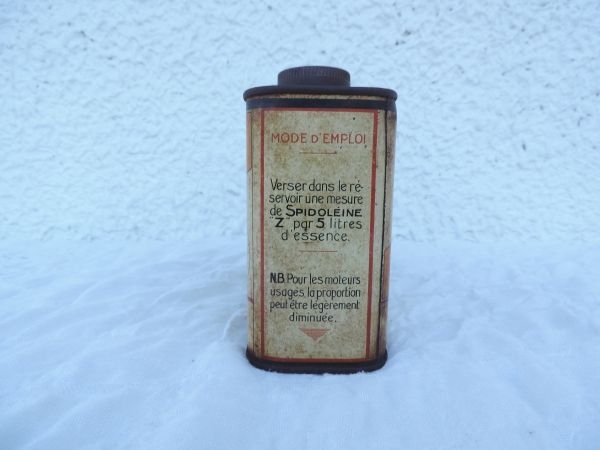 MODE D'EMPLOI
Verser dans le ré-
servoir une mesure
de SPIDOLÉINE
"Z" par 5 litres
d'essence.
N.B. Pour les moteurs
usagés, la proportion
peut être légèrement
diminuée.